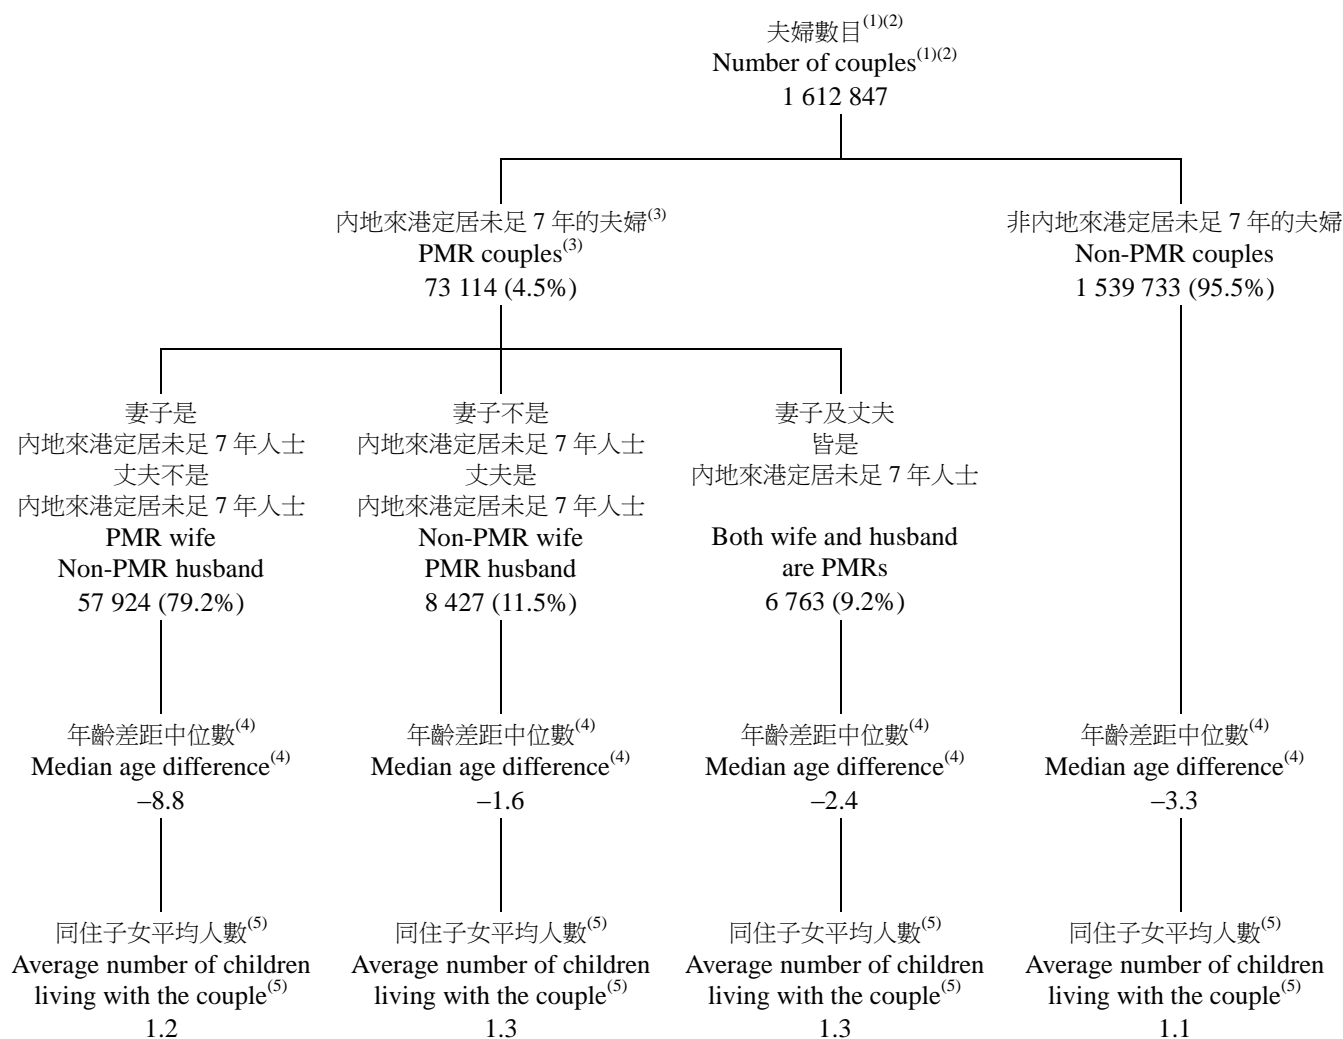 夫婦數目(1)(2)
Number of couples(1)(2)
1 612 847
內地來港定居未足 7 年的夫婦(3)
PMR couples(3)
73 114 (4.5%)
非內地來港定居未足 7 年的夫婦
Non-PMR couples
1 539 733 (95.5%)
妻子是
內地來港定居未足 7 年人士
丈夫不是
內地來港定居未足 7 年人士
PMR wife
Non-PMR husband
57 924 (79.2%)
妻子不是
內地來港定居未足 7 年人士
丈夫是
內地來港定居未足 7 年人士
Non-PMR wife
PMR husband
8 427 (11.5%)
妻子及丈夫
皆是
內地來港定居未足 7 年人士
Both wife and husband
are PMRs
6 763 (9.2%)
年齡差距中位數(4)
Median age difference(4)
–8.8
年齡差距中位數(4)
Median age difference(4)
–1.6
年齡差距中位數(4)
Median age difference(4)
–2.4
年齡差距中位數(4)
Median age difference(4)
–3.3
同住子女平均人數(5)
Average number of children
living with the couple(5)
1.2
同住子女平均人數(5)
Average number of children
living with the couple(5)
1.3
同住子女平均人數(5)
Average number of children
living with the couple(5)
1.3
同住子女平均人數(5)
Average number of children
living with the couple(5)
1.1